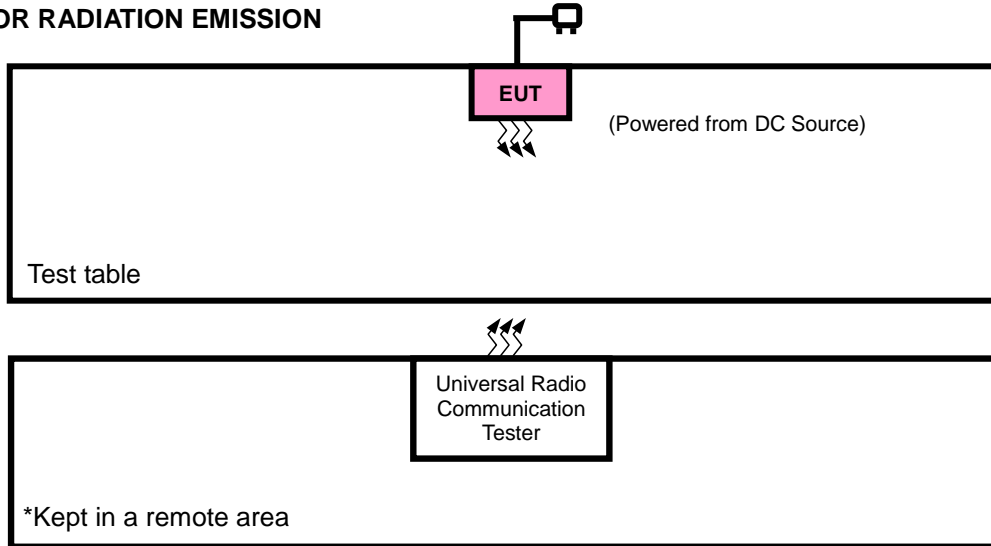 OR RADIATION EMISSION
EUT
(Powered from DC Source)
Test table
Universal Radio
Communication
Tester
*Kept in a remote area